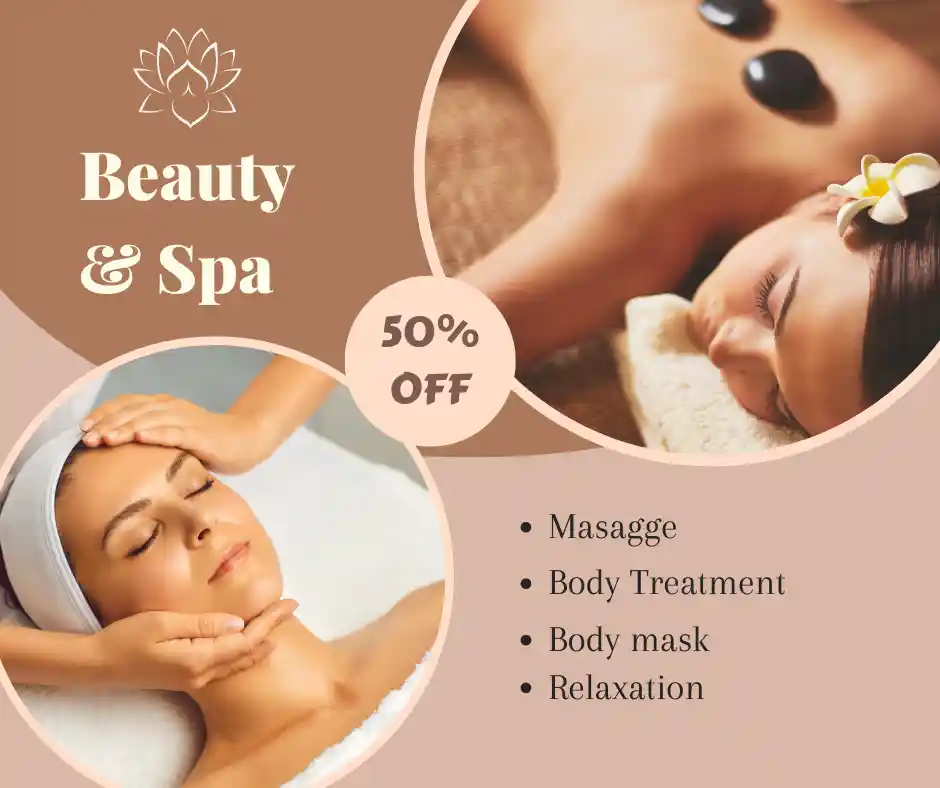 Beauty
& Spa
50%
OFF
• Masagge
• Body Treatment
• Body mask
• Relaxation